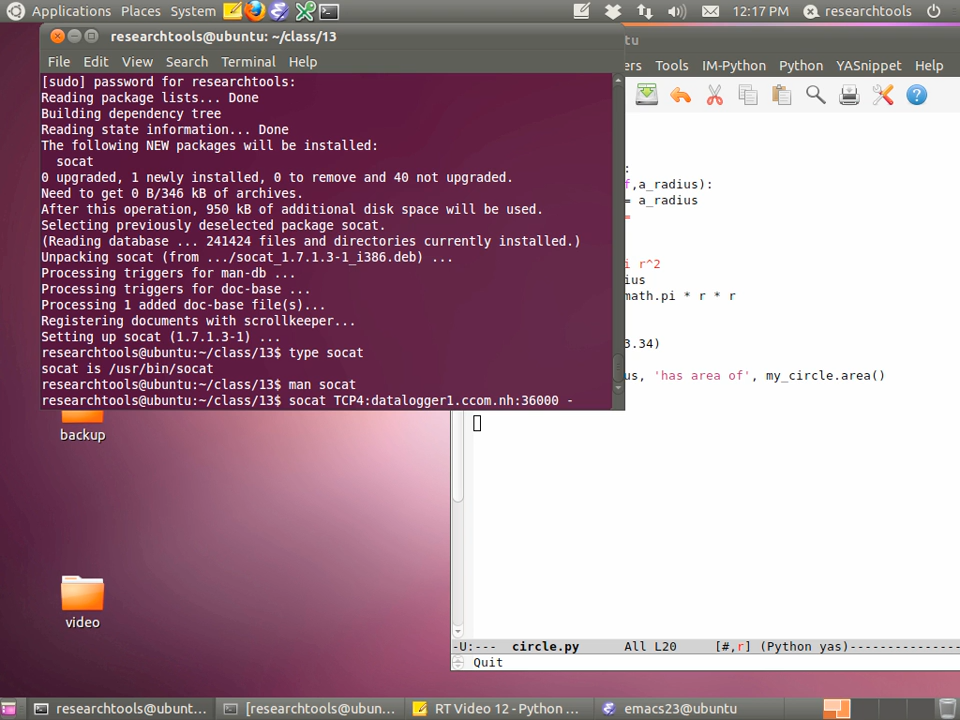 Applications Places System 12:17 PM researchtools
researchtools@ubuntu: ~/class/13
File Edit View Search Terminal Help
[sudo] password for researchtools:
Reading package lists... Done
Building dependency tree
Reading state information... Done
The following NEW packages will be installed:
socat
0 upgraded, 1 newly installed, 0 to remove and 40 not upgraded.
Need to get 0 B/346 kB of archives.
After this operation, 950 kB of additional disk space will be used.
Selecting previously deselected package socat.
(Reading database ... 241424 files and directories currently installed.)
Unpacking socat (from .../socat_1.7.1.3-1_i386.deb) ...
Processing triggers for man-db ...
Processing triggers for doc-base ...
Processing 1 added doc-base file(s)...
Registering documents with scrollkeeper...
Setting up socat (1.7.1.3-1) ...
researchtools@ubuntu:~/class/13$ type socat
socat is /usr/bin/socat
researchtools@ubuntu:~/class/13$ man socat
researchtools@ubuntu:~/class/13$ socat TCP4:datalogger1.ccom.nh:36000 -
tu
ers Tools IM-Python Python YASnippet Help
:
f,a_radius):
= a_radius
=
i r^2
ius
math.pi * r * r
3.34)
us, 'has area of', my_circle.area()
-U:--- circle.py All L20 [#,r] (Python yas)--------------
Quit
backup
video
researchtools@ubuntu... [researchtools@ubun... RT Video 12 - Python ... emacs23@ubuntu